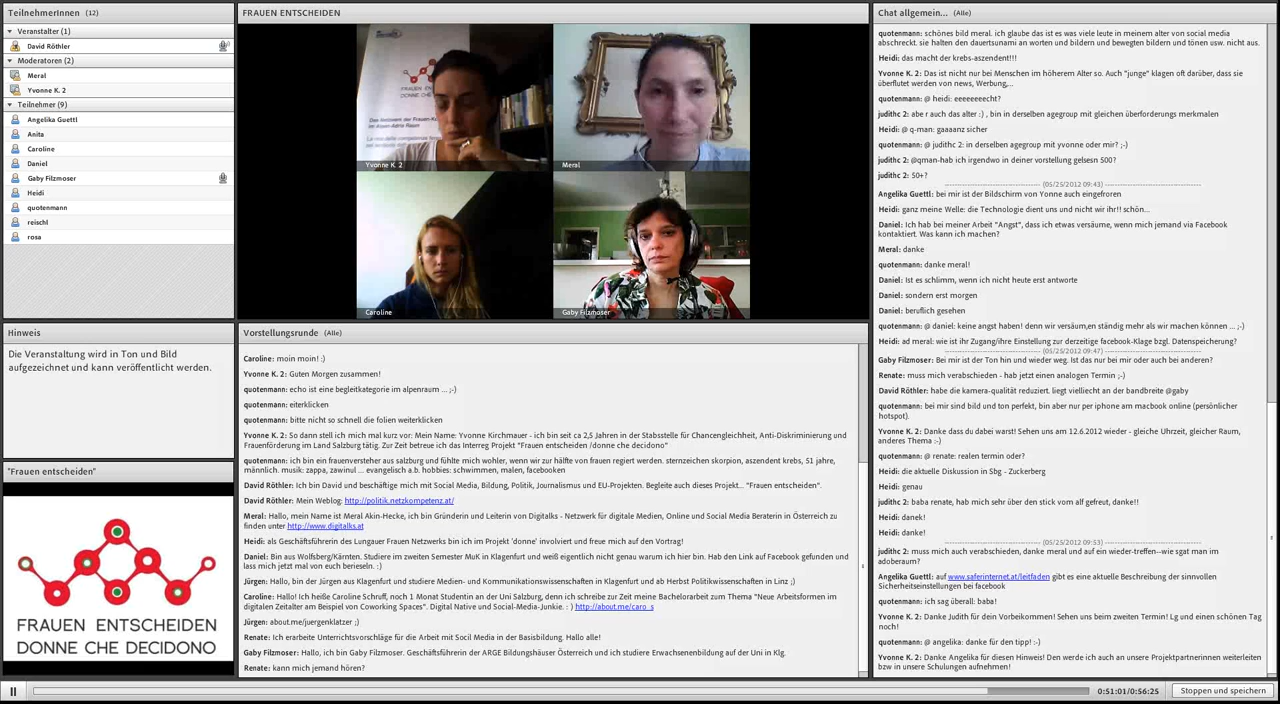 TeilnehmerInnen (12)
Veranstalter (1)
David Röthler
Moderatoren (2)
Meral
Yvonne K. 2
Teilnehmer (9)
Angelika Guettl
Anita
Caroline
Daniel
Gaby Filzmoser
Heidi
quotenmann
reischl
rosa
Hinweis
Die Veranstaltung wird in Ton und Bild
aufgezeichnet und kann veröffentlicht werden.
"Frauen entscheiden"
FRAUEN ENTSCHEIDEN
DONNE CHE DECIDONO
FRAUEN ENTSCHEIDEN
DONNE CHE
Yvonne K. 2
Meral
Caroline
Gaby Filzmoser
Vorstellungsrunde (Alle)
Caroline: moin moin! :)
Yvonne K. 2: Guten Morgen zusammen!
quotenmann: echo ist eine begleitkategorie im alpenraum ... ;-)
quotenmann: eiterklicken
quotenmann: bitte nicht so schnell die folien weiterklicken
Yvonne K. 2: So dann stell ich mich mal kurz vor: Mein Name: Yvonne Kirchmauer - ich bin seit ca 2,5 Jahren in der Stabsstelle für Chancengleichheit, Anti-Diskriminierung und
Frauenförderung im Land Salzburg tätig. Zur Zeit betreue ich das Interreg Projekt "Frauen entscheiden /donne che decidono"
quotenmann: ich bin ein frauenversteher aus salzburg und fühlte mich wohler, wenn wir zur hälfte von frauen regiert werden. sternzeichen skorpion, aszendent krebs, 51 jahre,
männlich. musik: zappa, zawinul ... evangelisch a.b. hobbies: schwimmen, malen, facebooken
David Röthler: Ich bin David und beschäftige mich mit Social Media, Bildung, Politik, Journalismus und EU-Projekten. Begleite auch dieses Projekt... "Frauen entscheiden".
David Röthler: Mein Weblog: http://politik.netzkompetenz.at/
Meral: Hallo, mein Name ist Meral Akin-Hecke, ich bin Gründerin und Leiterin von Digitalks - Netzwerk für digitale Medien, Online und Social Media Beraterin in Österreich zu
finden unter http://www.digitalks.at
Heidi: als Geschäftsführerin des Lungauer Frauen Netzwerks bin ich im Projekt 'donne' involviert und freue mich auf den Vortrag!
Daniel: Bin aus Wolfsberg/Kärnten. Studiere im zweiten Semester MuK in Klagenfurt und weiß eigentlich nicht genau warum ich hier bin. Hab den Link auf Facebook gefunden und
lass mich jetzt mal von euch berieseln. :)
Jürgen: Hallo, bin der Jürgen aus Klagenfurt und studiere Medien- und Kommunikationswissenschaften in Klagenfurt und ab Herbst Politikwissenschaften in Linz ;)
Caroline: Hallo! Ich heiße Caroline Schruff, noch 1 Monat Studentin an der Uni Salzburg, denn ich schreibe zur Zeit meine Bachelorarbeit zum Thema "Neue Arbeitsformen im
digitalen Zeitalter am Beispiel von Coworking Spaces". Digital Native und Social-Media-Junkie. : ) http://about.me/caro_s
Jürgen: about.me/juergenklatzer ;)
Renate: Ich erarbeite Unterrichtsvorschläge für die Arbeit mit Socil Media in der Basisbildung. Hallo alle!
Gaby Filzmoser: Hallo, ich bin Gaby Filzmoser. Geschäftsführerin der ARGE Bildungshäuser Österreich und ich studiere Erwachsenenbildung auf der Uni in Klg.
Renate: kann mich jemand hören?
Chat allgemein... (Alle)
quotenmann: schönes bild meral. ich glaube das ist es was viele leute in meinem alter von social media
abschreckt. sie halten den dauertsunami an worten und bildern und bewegten bildern und tönen usw. nicht aus.
Heidi: das macht der krebs-aszendent!!!
Yvonne K. 2: Das ist nicht nur bei Menschen im höherem Alter so. Auch "junge" klagen oft darüber, dass sie
überflutet werden von news, Werbung,...
quotenmann: @ heidi: eeeeeeeecht?
judithc 2: abe r auch das alter :) , bin in derselben agegroup mit gleichen überforderungs merkmalen
Heidi: @ q-man: gaaaanz sicher
quotenmann: @ judithc 2: in derselben agegroup mit yvonne oder mir? ;-)
judithc 2: @qman-hab ich irgendwo in deiner vorstellung gelsesn 500?
judithc 2: 50+?
(05/25/2012 09:43)
Angelika Guettl: bei mir ist der Bildschirm von Yonne auch eingefroren
Heidi: ganz meine Welle: die Technologie dient uns und nicht wir ihr!! schön...
Daniel: Ich hab bei meiner Arbeit "Angst", dass ich etwas versäume, wenn mich jemand via Facebook
kontaktiert. Was kann ich machen?
Meral: danke
quotenmann: danke meral!
Daniel: Ist es schlimm, wenn ich nicht heute erst antworte
Daniel: sondern erst morgen
Daniel: beruflich gesehen
quotenmann: @ daniel: keine angst haben! denn wir versäum,en ständig mehr als wir machen können ... ;-)
Heidi: ad meral: wie ist ihr Zugang/ihre Einstellung zur derzeitige facebook-Klage bzgl. Datenspeicherung?
(05/25/2012 09:47)
Gaby Filzmoser: Bei mir ist der Ton hin und wieder weg. Ist das nur bei mir oder auch bei anderen?
Renate: muss mich verabschieden - hab jetzt einen analogen Termin ;-)
David Röthler: habe die kamera-qualität reduziert. liegt viellecht an der bandbreite @gaby
quotenmann: bei mir sind bild und ton perfekt, bin aber nur per iphone am macbook online (persönlicher
hotspot).
Yvonne K. 2: Danke dass du dabei warst! Sehen uns am 12.6.2012 wieder - gleiche Uhrzeit, gleicher Raum,
anderes Thema :-)
quotenmann: @ renate: realen termin oder?
Heidi: die aktuelle Diskussion in Sbg - Zuckerberg
Heidi: genau
judithc 2: baba renate, hab mich sehr über den stick vom alf gefreut, danke!!
Heidi: danek!
Heidi: danke!
(05/25/2012 09:53)
judithc 2: muss mich auch verabschieden, danke meral und auf ein wieder-treffen--wie sgat man im
adoberaum?
Angelika Guettl: auf www.saferinternet.at/leitfaden gibt es eine aktuelle Beschreibung der sinnvollen
Sicherheitseinstellungen bei facebook
quotenmann: ich sag überall: baba!
Yvonne K. 2: Danke Judith für dein Vorbeikommen! Sehen uns beim zweiten Termin! Lg und einen schönen Tag
noch!
quotenmann: @ angelika: danke für den tipp! :-)
Yvonne K. 2: Danke Angelika für diesen Hinweis! Den werde ich auch an unsere Projektpartnerinnen weiterleiten
bzw in unsere Schulungen aufnehmen!
0:51:01/0:56:25
Stoppen und speichern